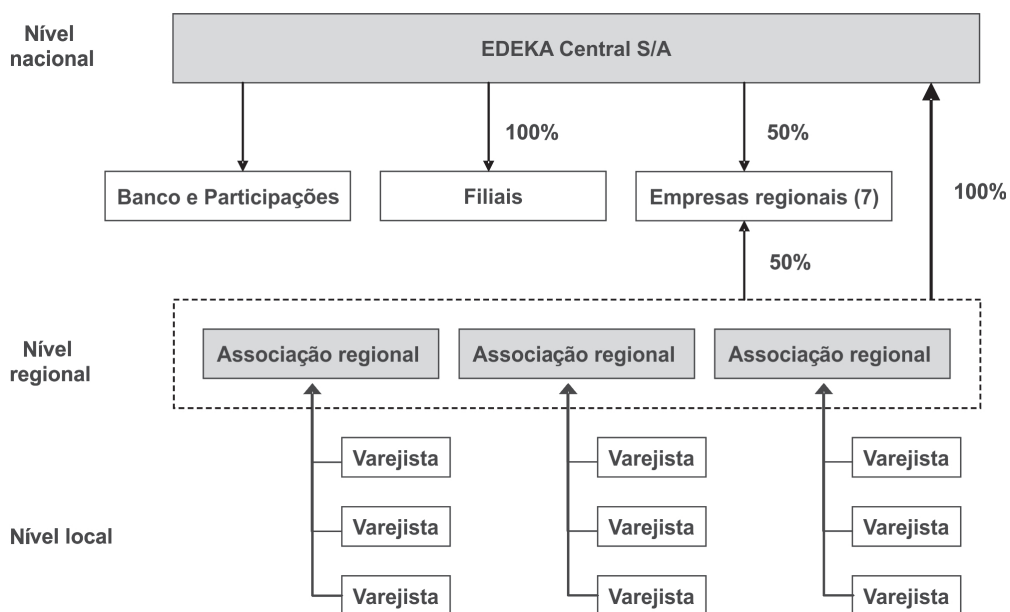 Nível
nacional
EDEKA Central S/A
100%
50%
Banco e Participações
Filiais
Empresas regionais (7)
100%
50%
Nível
regional
Associação regional
Associação regional
Associação regional
Varejista
Varejista
Varejista
Nível local
Varejista
Varejista
Varejista
Varejista
Varejista
Varejista